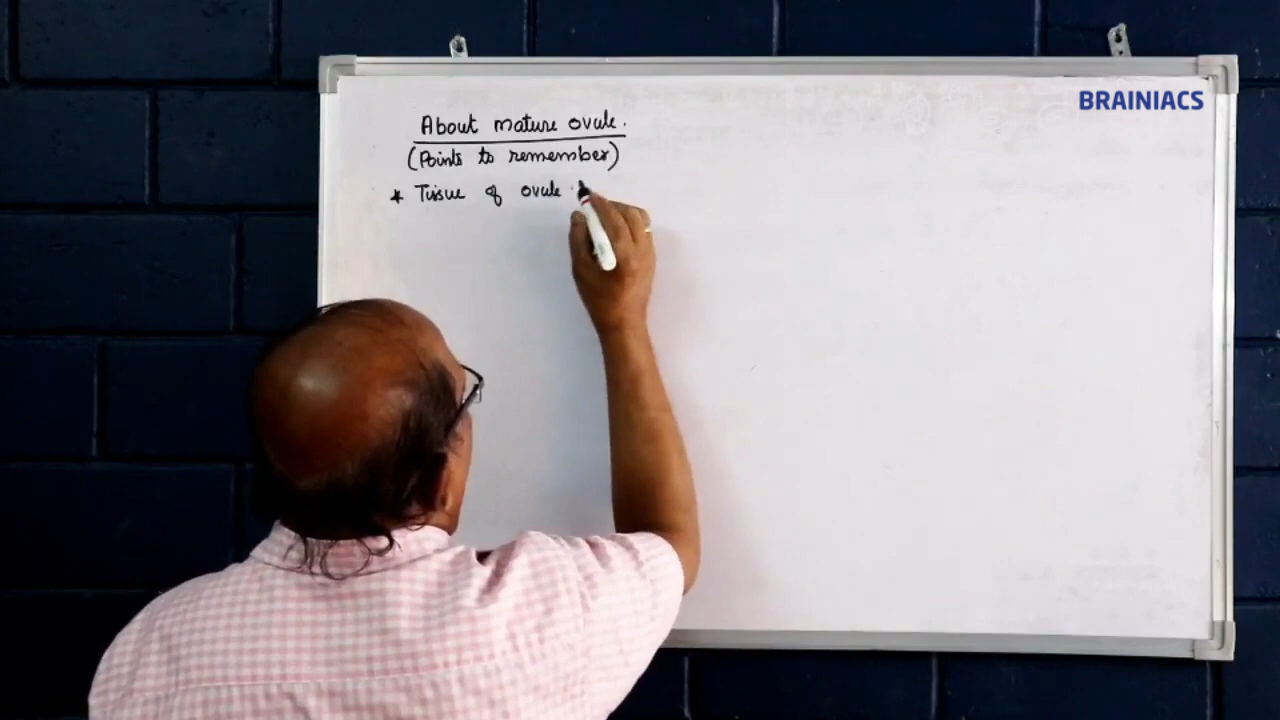 BRAINIACS
About mature ovule.
(Points to remember)
* Tissue of ovule